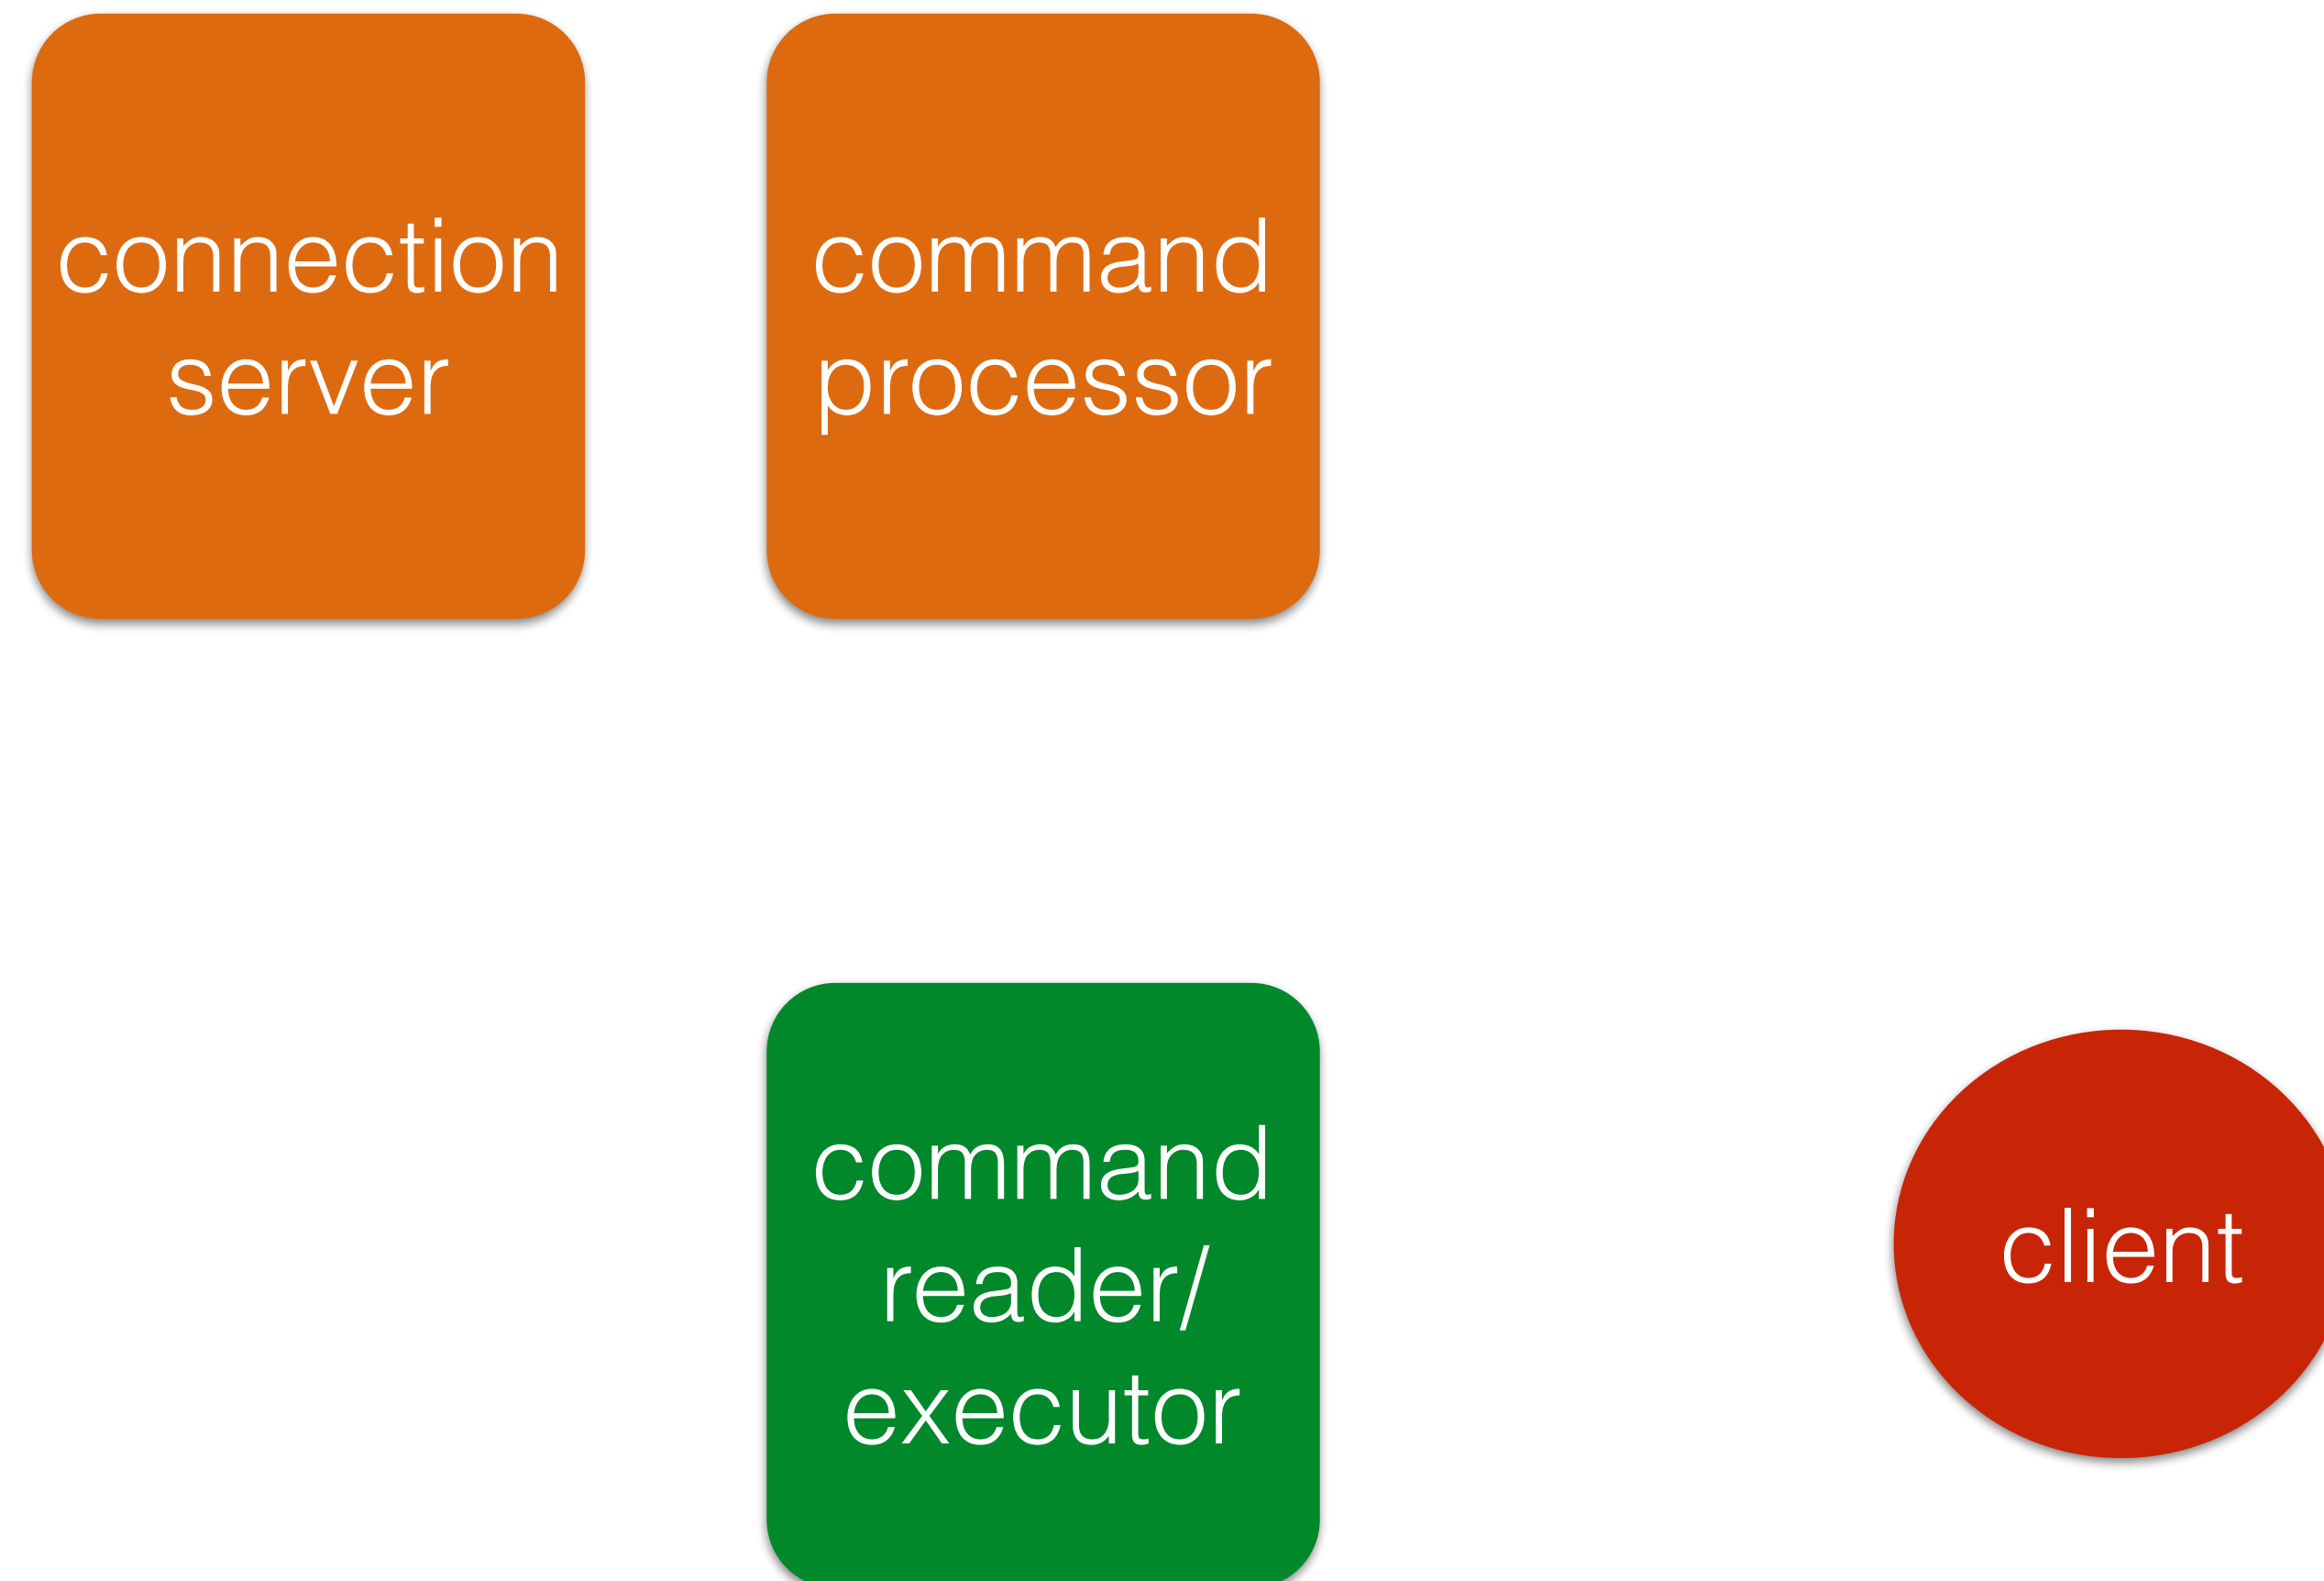 connection
server
command
processor
command
reader/
executor
client